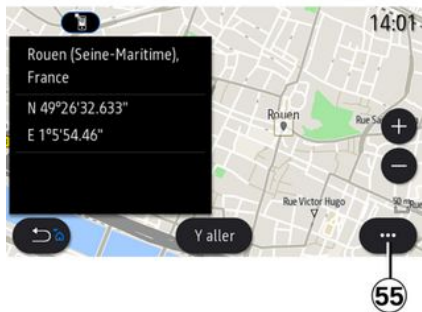 14:01
Rouen (Seine-Maritime),
France
N 49°26'32.633"
E 1°5'54.46"
Rouen
Rue Sa
+
−
Rue Victor Hugo
50 m
Rue
Y aller
...
55